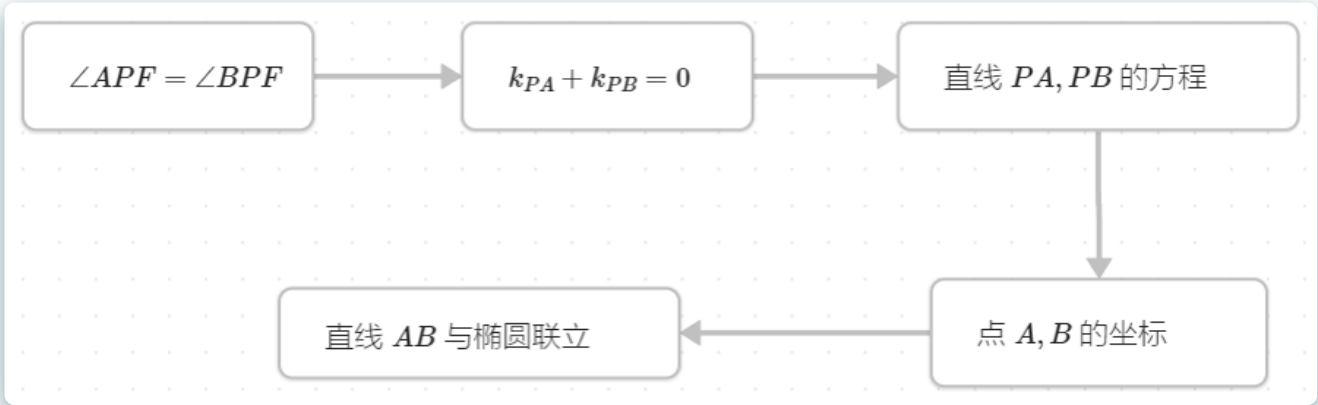 ∠APF = ∠BPF
k_{PA} + k_{PB} = 0
直线 PA, PB 的方程
点 A, B 的坐标
直线 AB 与椭圆联立